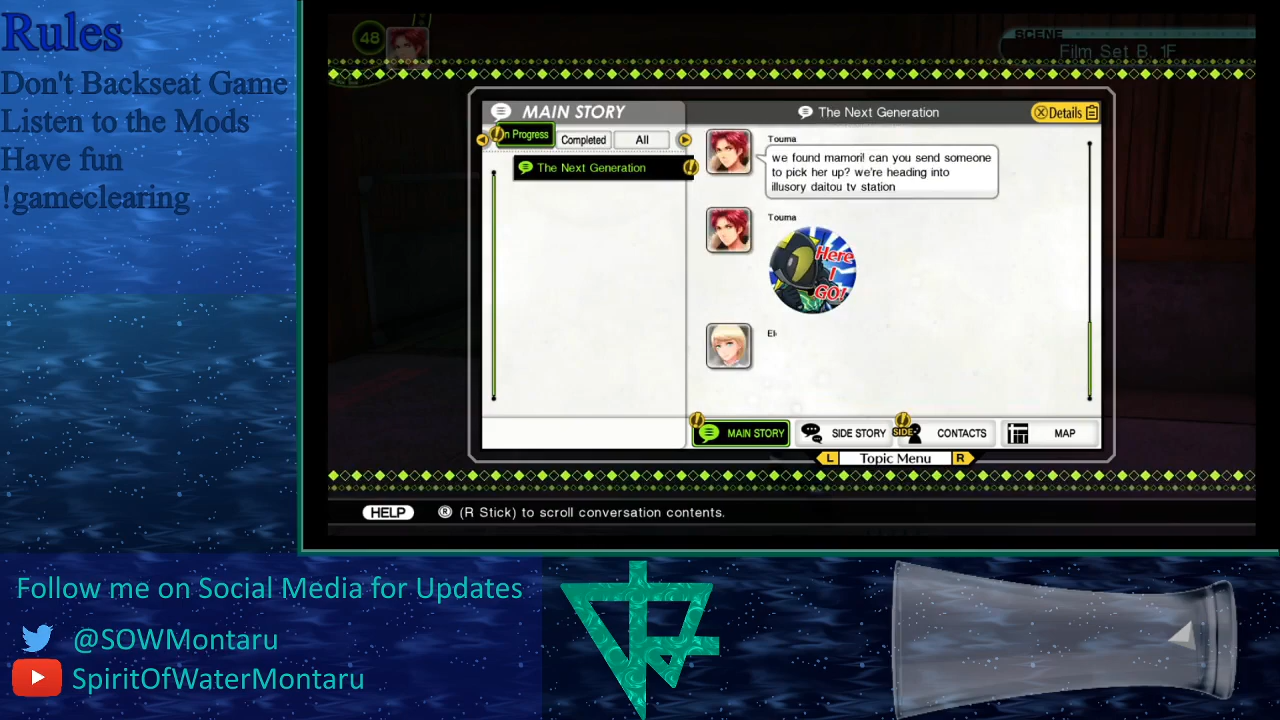 Rules
Don't Backseat Game
Listen to the Mods
Have fun
!gameclearing
48
SCENE
Film Set B. 1F
MAIN STORY
In Progress
Completed
All
The Next Generation
The Next Generation
Details
Touma
we found mamori! can you send someone
to pick her up? we're heading into
illusory daitou tv station
Touma
Here
I
GO!
El
MAIN STORY
SIDE STORY
SIDE
CONTACTS
MAP
L
Topic Menu
R
HELP
R
(R Stick) to scroll conversation contents.
Follow me on Social Media for Updates
@SOWMontaru
SpiritOfWaterMontaru